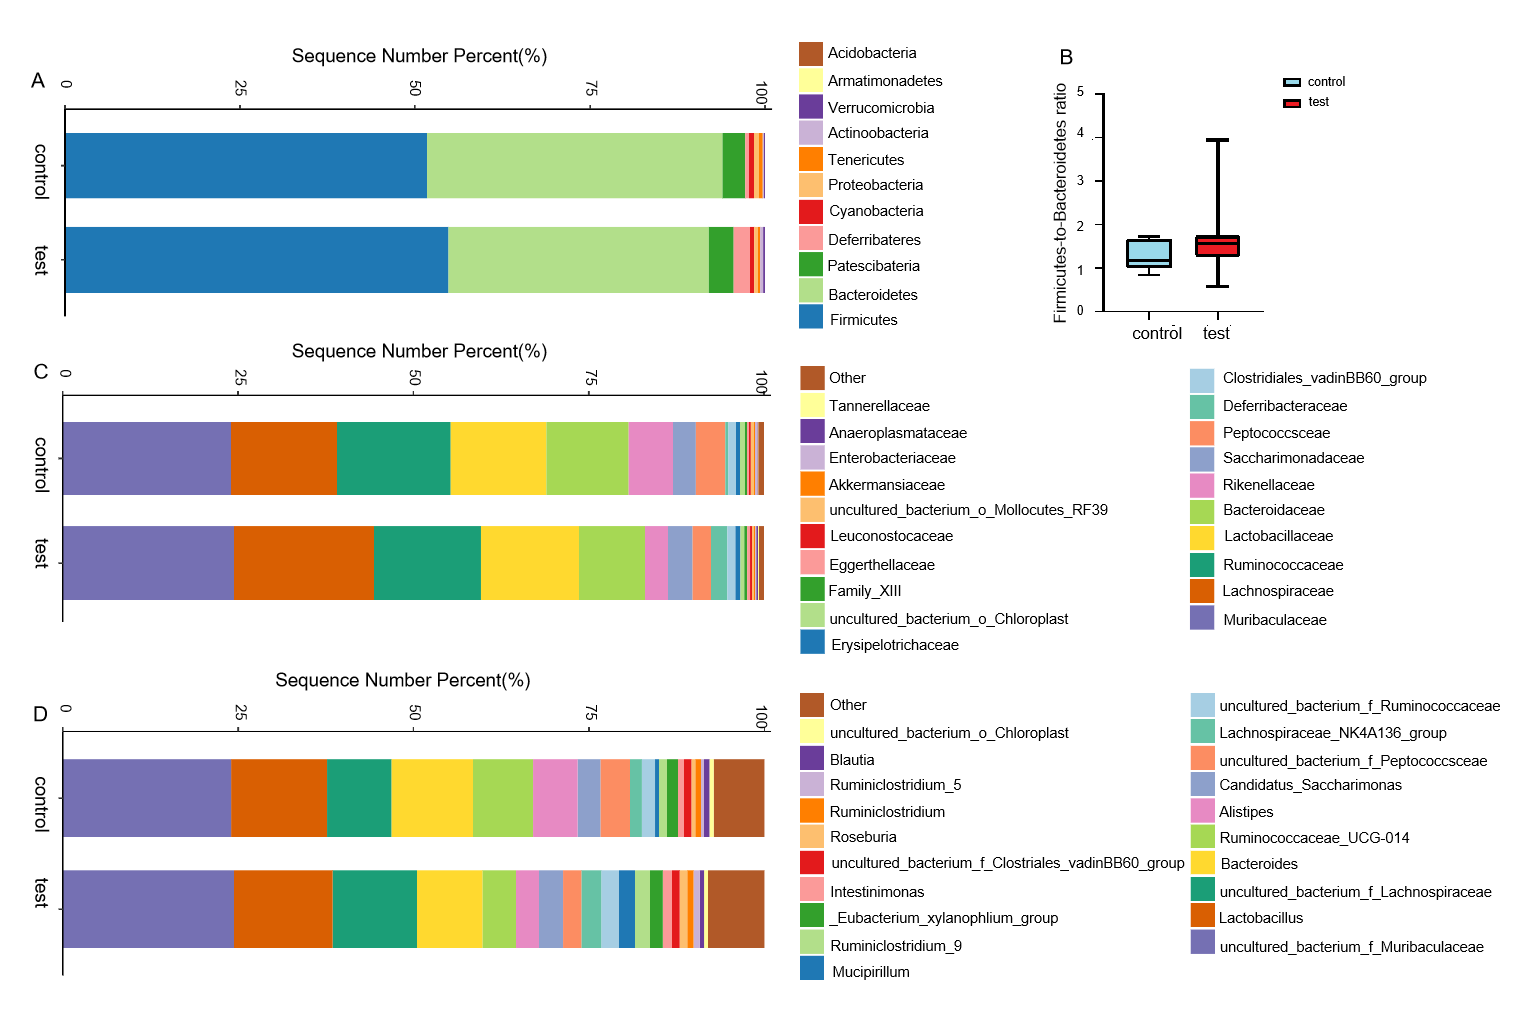 A
Sequence Number Percent(%)
0
25
50
75
100
control
test
Acidobacteria
Armatimonadetes
Verrucomicrobia
Actinoobacteria
Tenericutes
Proteobacteria
Cyanobacteria
Deferribateres
Patescibateria
Bacteroidetes
Firmicutes
B
Firmicutes-to-Bacteroidetes ratio
5
4
3
2
1
0
control
test
control
test
C
Sequence Number Percent(%)
0
25
50
75
100
control
test
Other
Tannerellaceae
Anaeroplasmataceae
Enterobacteriaceae
Akkermansiaceae
uncultured_bacterium_o_Mollocutes_RF39
Leuconostocaceae
Eggerthellaceae
Family_XIII
uncultured_bacterium_o_Chloroplast
Erysipelotrichaceae
Clostridiales_vadinBB60_group
Deferribacteraceae
Peptococcsceae
Saccharimonadaceae
Rikenellaceae
Bacteroidaceae
Lactobacillaceae
Ruminococcaceae
Lachnospiraceae
Muribaculaceae
D
Sequence Number Percent(%)
0
25
50
75
100
control
test
Other
uncultured_bacterium_o_Chloroplast
Blautia
Ruminiclostridium_5
Ruminiclostridium
Roseburia
uncultured_bacterium_f_Clostriales_vadinBB60_group
Intestinimonas
_Eubacterium_xylanophlium_group
Ruminiclostridium_9
Mucipirillum
uncultured_bacterium_f_Ruminococcaceae
Lachnospiraceae_NK4A136_group
uncultured_bacterium_f_Peptococcsceae
Candidatus_Saccharimonas
Alistipes
Ruminococcaceae_UCG-014
Bacteroides
uncultured_bacterium_f_Lachnospiraceae
Lactobacillus
uncultured_bacterium_f_Muribaculaceae